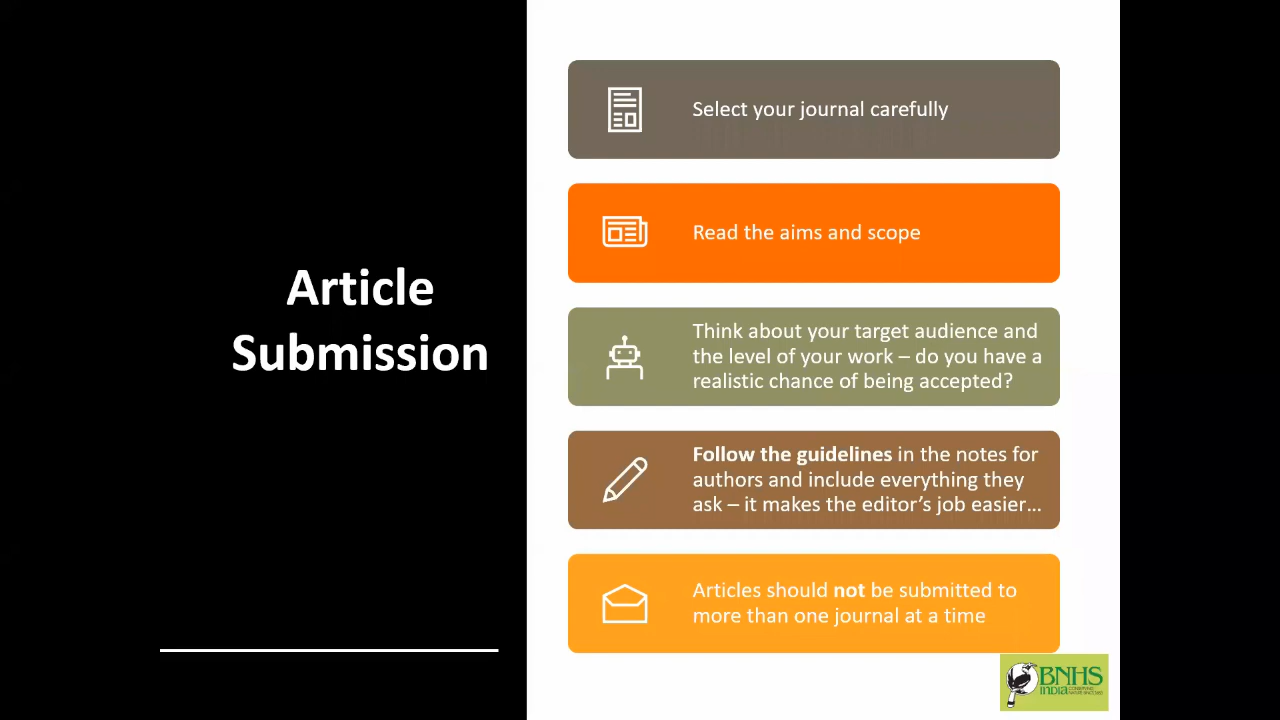 Article
Submission
Select your journal carefully
Read the aims and scope
Think about your target audience and
the level of your work – do you have a
realistic chance of being accepted?
Follow the guidelines in the notes for
authors and include everything they
ask – it makes the editor's job easier...
Articles should not be submitted to
more than one journal at a time
BNHS
INDIA